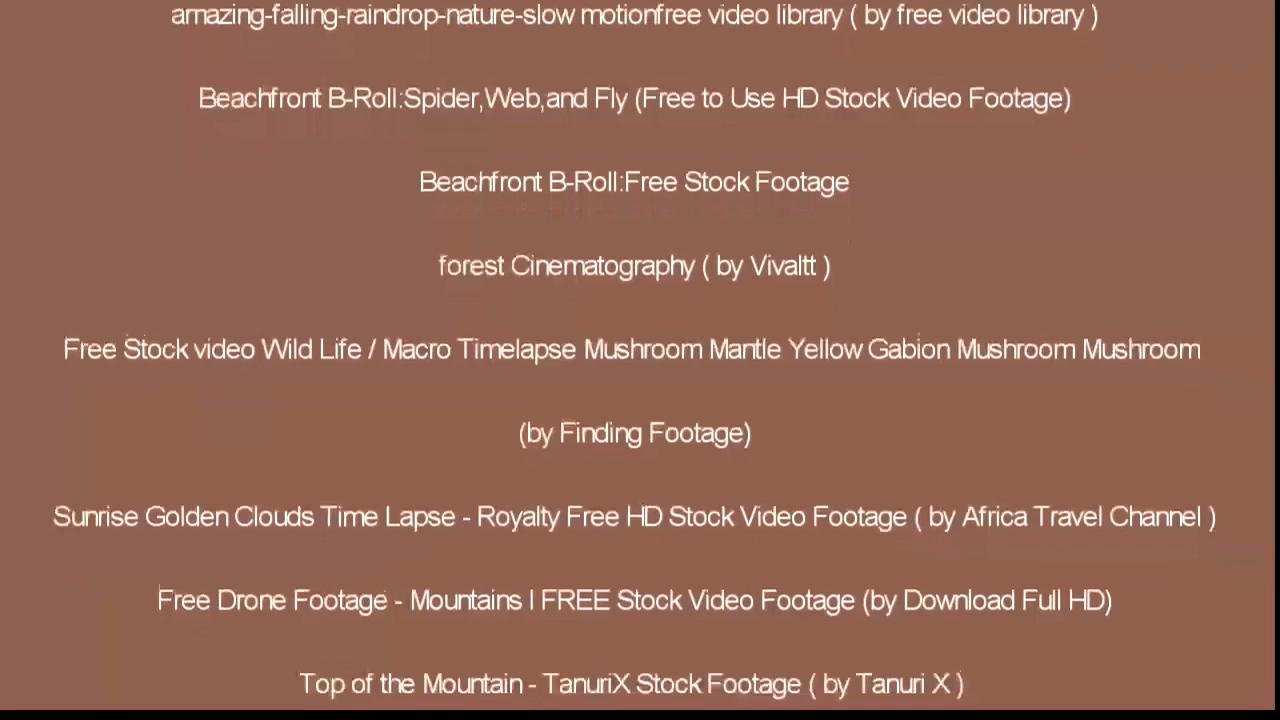 amazing-falling-raindrop-nature-slow motionfree video library ( by free video library )
Beachfront B-Roll:Spider,Web,and Fly (Free to Use HD Stock Video Footage)
Beachfront B-Roll:Free Stock Footage
forest Cinematography ( by Vivaltt )
Free Stock video Wild Life / Macro Timelapse Mushroom Mantle Yellow Gabion Mushroom Mushroom
(by Finding Footage)
Sunrise Golden Clouds Time Lapse - Royalty Free HD Stock Video Footage ( by Africa Travel Channel )
Free Drone Footage - Mountains I FREE Stock Video Footage (by Download Full HD)
Top of the Mountain - TanuriX Stock Footage ( by Tanuri X )